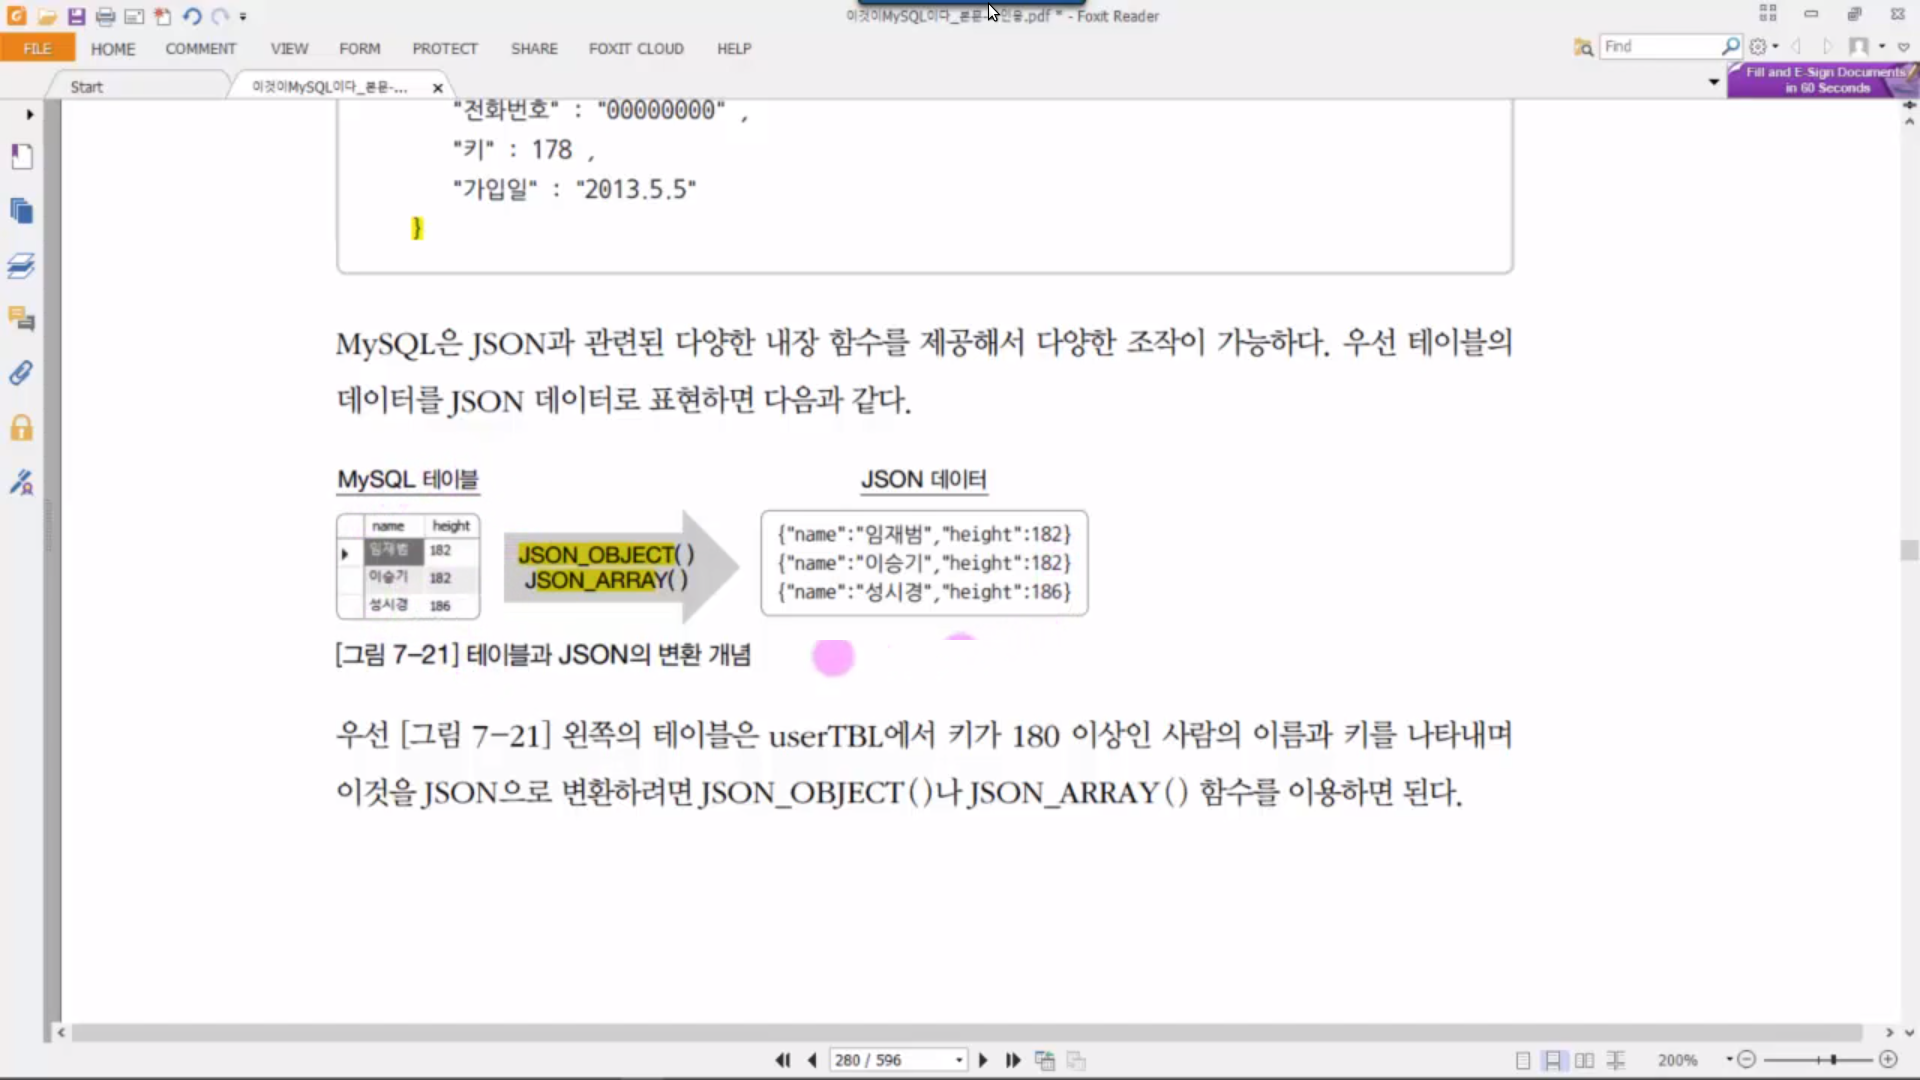 이것이MySQL이다_본문-
인용.pdf * - Foxit Reader
FILE
HOME
COMMENT
VIEW
FORM
PROTECT
SHARE
FOXIT CLOUD
HELP
Find
Start
이것이MySQL이다_본문-...
Fill and E-Sign Documents
in 60 Seconds
"전화번호" : "00000000" ,
"키" : 178 ,
"가입일" : "2013.5.5"
}
MySQL은 JSON과 관련된 다양한 내장 함수를 제공해서 다양한 조작이 가능하다. 우선 테이블의
데이터를 JSON 데이터로 표현하면 다음과 같다.
MySQL 테이블
name height
임재범 182
이승기 182
성시경 186
JSON_OBJECT( )
JSON_ARRAY( )
JSON 데이터
{"name":"임재범","height":182}
{"name":"이승기","height":182}
{"name":"성시경","height":186}
[그림 7-21] 테이블과 JSON의 변환 개념
우선 [그림 7-21] 왼쪽의 테이블은 userTBL에서 키가 180 이상인 사람의 이름과 키를 나타내며
이것을 JSON으로 변환하려면 JSON_OBJECT( )나 JSON_ARRAY( ) 함수를 이용하면 된다.
280 / 596
200%